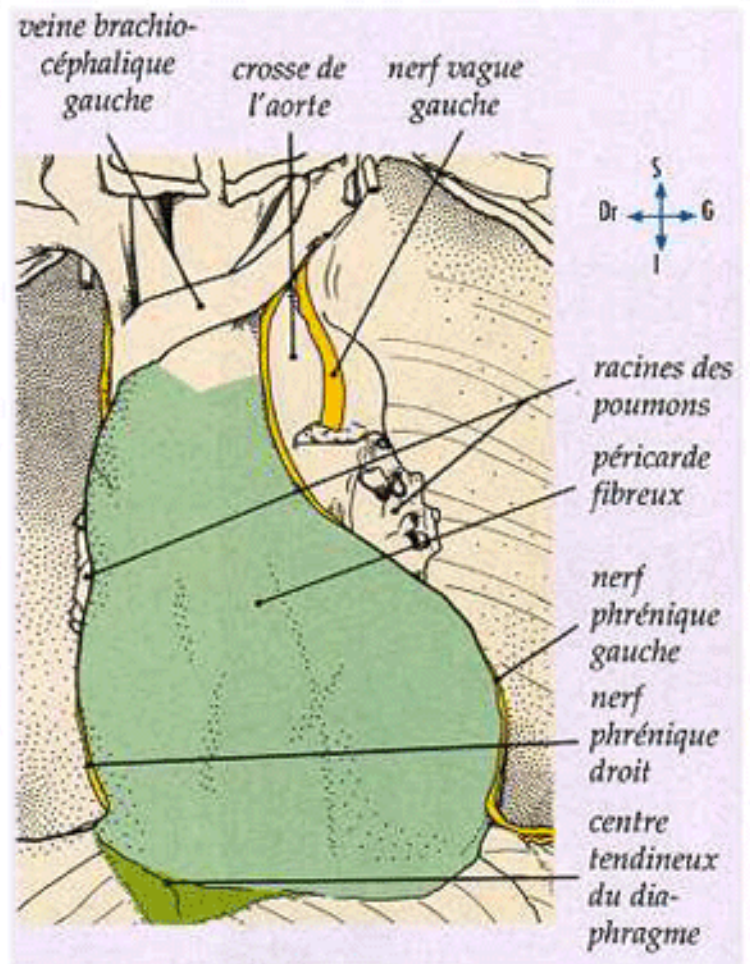 veine brachio-
céphalique
gauche
crosse de
l'aorte
nerf vague
gauche
S
Dr
G
I
racines des
poumons
péricarde
fibreux
nerf
phrénique
gauche
nerf
phrénique
droit
centre
tendineux
du dia-
phragme